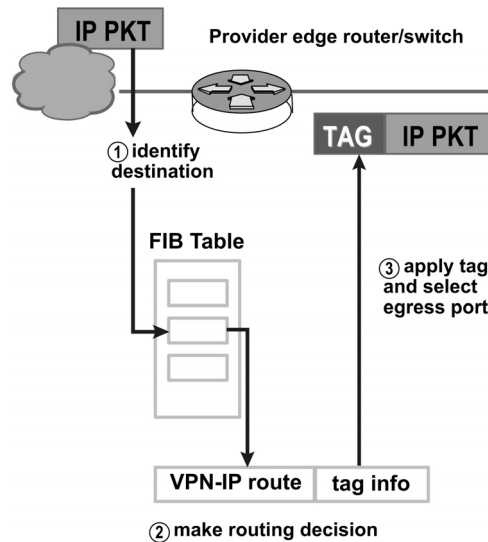 IP PKT
Provider edge router/switch
TAG IP PKT
① identify
destination
FIB Table
③ apply tag
and select
egress port
VPN-IP route tag info
② make routing decision